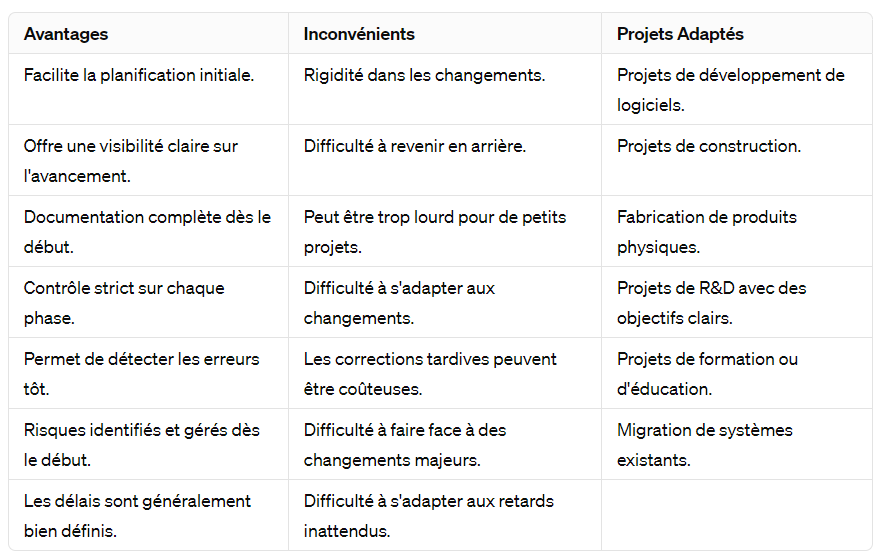 Avantages
Inconvénients
Projets Adaptés
Facilite la planification initiale.
Rigidité dans les changements.
Projets de développement de
logiciels.
Offre une visibilité claire sur
l'avancement.
Difficulté à revenir en arrière.
Projets de construction.
Documentation complète dès le
début.
Peut être trop lourd pour de petits
projets.
Fabrication de produits
physiques.
Contrôle strict sur chaque
phase.
Difficulté à s'adapter aux
changements.
Projets de R&D avec des
objectifs clairs.
Permet de détecter les erreurs
tôt.
Les corrections tardives peuvent
être coûteuses.
Projets de formation ou
d'éducation.
Risques identifiés et gérés dès
le début.
Difficulté à faire face à des
changements majeurs.
Migration de systèmes
existants.
Les délais sont généralement
bien définis.
Difficulté à s'adapter aux retards
inattendus.